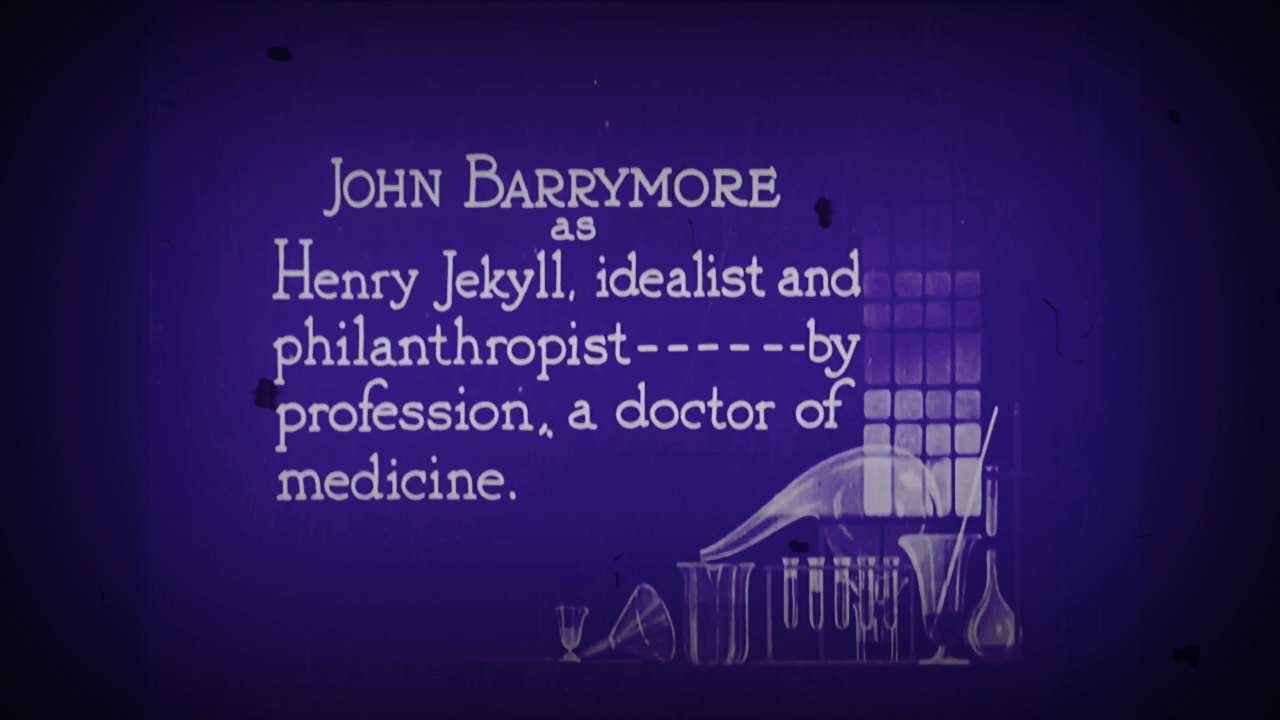 John Barrymore
as
Henry Jekyll, idealist and
philanthropist------by
profession, a doctor of
medicine.